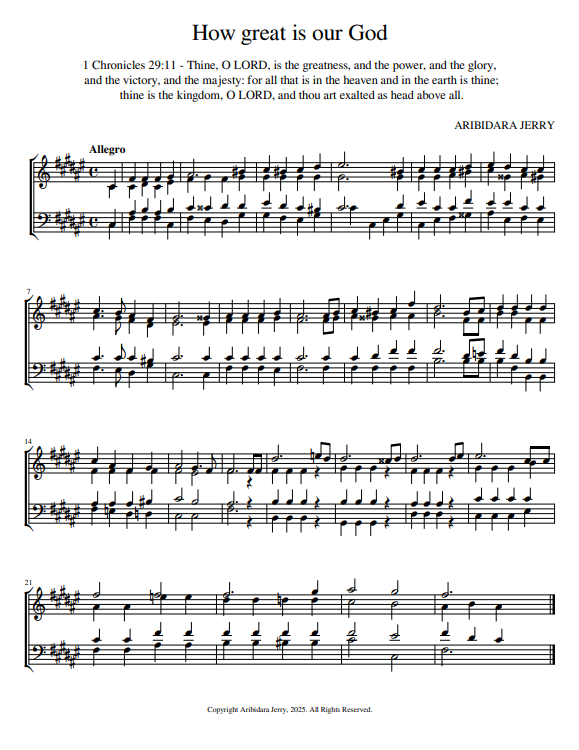 How great is our God
1 Chronicles 29:11 - Thine, O LORD, is the greatness, and the power, and the glory,
and the victory, and the majesty: for all that is in the heaven and in the earth is thine;
thine is the kingdom, O LORD, and thou art exalted as head above all.
ARIBIDARA JERRY
Allegro
7
14
21
Copyright Aribidara Jerry, 2025. All Rights Reserved.